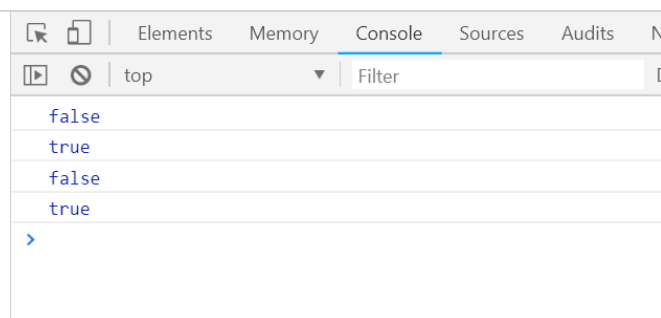 Elements Memory Console Sources Audits
top Filter
false
true
false
true